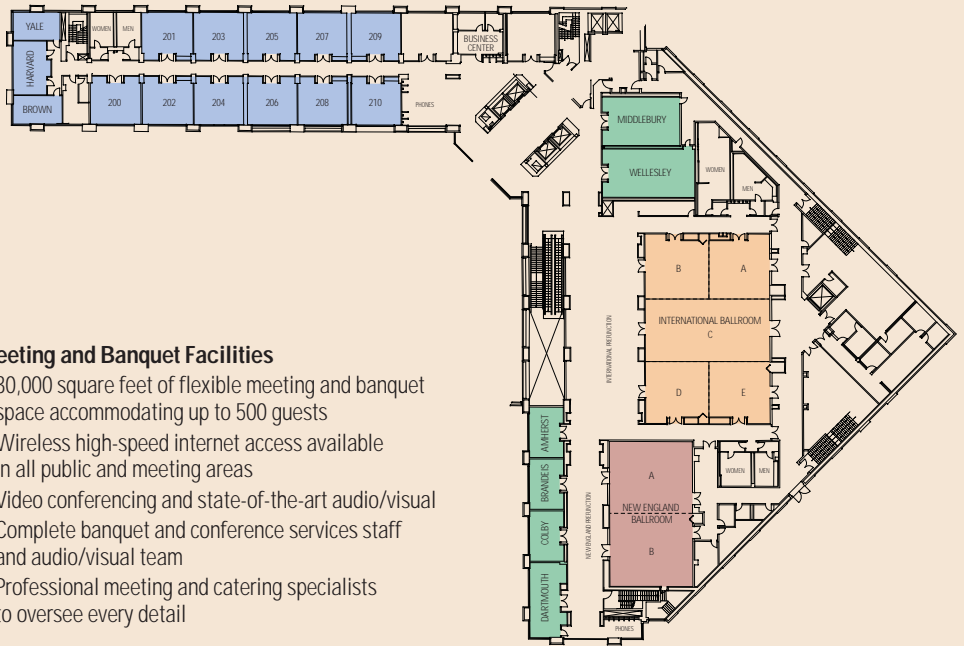 YALE
WOMEN
MEN
201
203
205
207
209
BUSINESS
CENTER
HARVARD
BROWN
200
202
204
206
208
210
PHONES
MIDDLEBURY
WELLESLEY
WOMEN
MEN
B
A
INTERNATIONAL BALLROOM
C
D
E
INTERNATIONAL PREFUNCTION
eeting and Banquet Facilities
30,000 square feet of flexible meeting and banquet
space accommodating up to 500 guests
Wireless high-speed internet access available
n all public and meeting areas
Video conferencing and state-of-the-art audio/visual
Complete banquet and conference services staff
and audio/visual team
Professional meeting and catering specialists
to oversee every detail
AMHERST
BRANDEIS
COLBY
DARTMOUTH
NEW ENGLAND PREFUNCTION
A
NEW ENGLAND
BALLROOM
B
WOMEN
MEN
PHONES